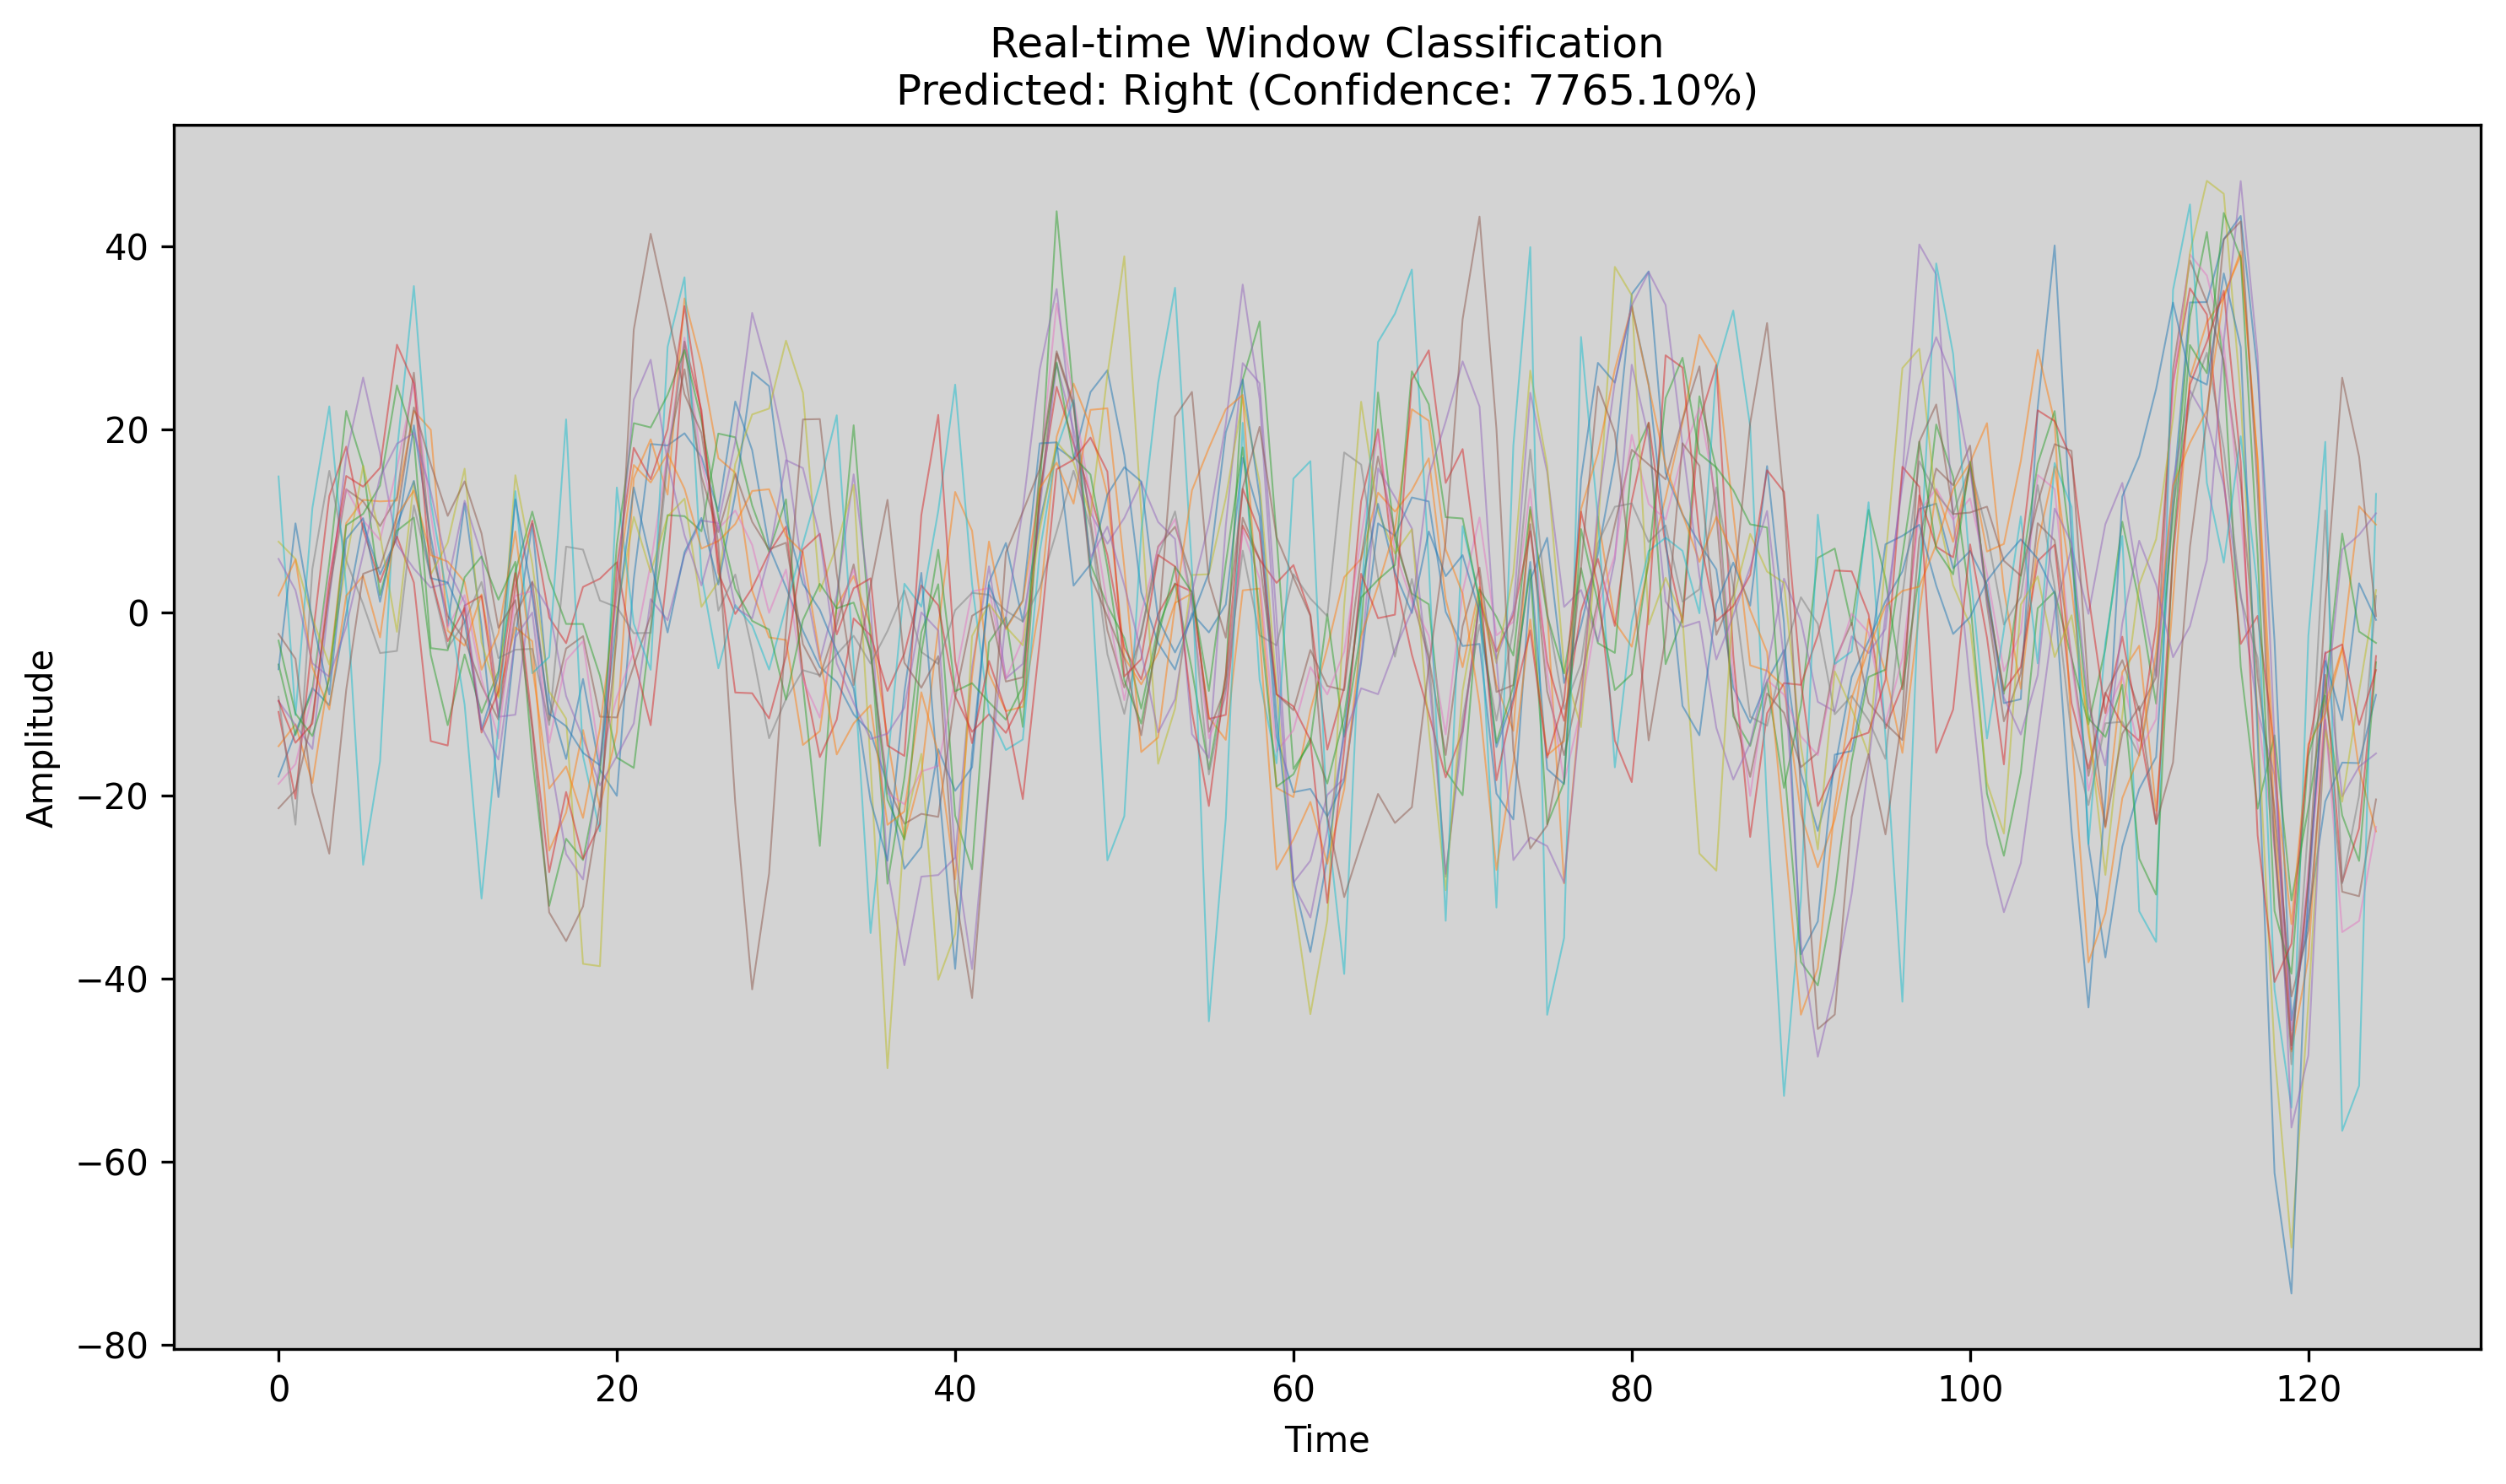 Real-time Window Classification
Predicted: Right (Confidence: 7765.10%)
Amplitude
40
20
0
−20
−40
−60
−80
0 20 40 60 80 100 120
Time